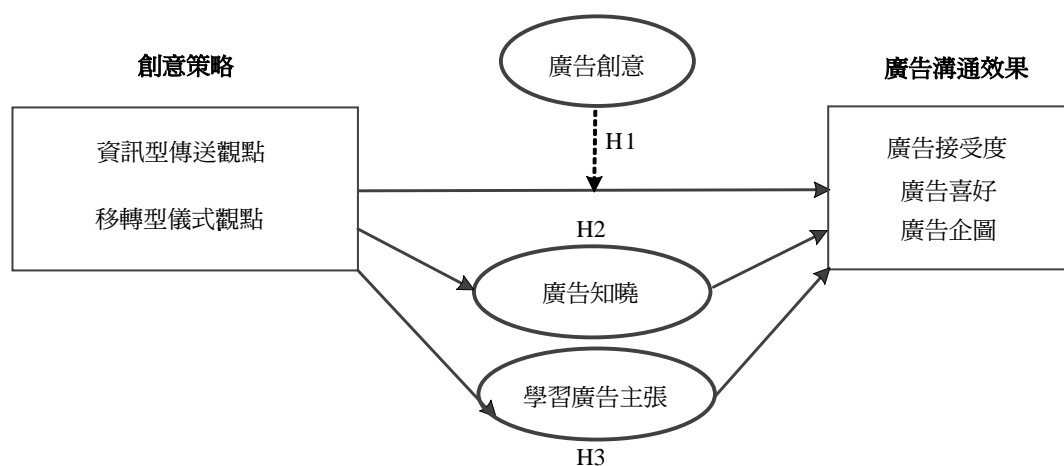 創意策略
資訊型傳送觀點
移轉型儀式觀點
廣告創意
H1
H2
廣告知曉
學習廣告主張
H3
廣告溝通效果
廣告接受度
廣告喜好
廣告企圖